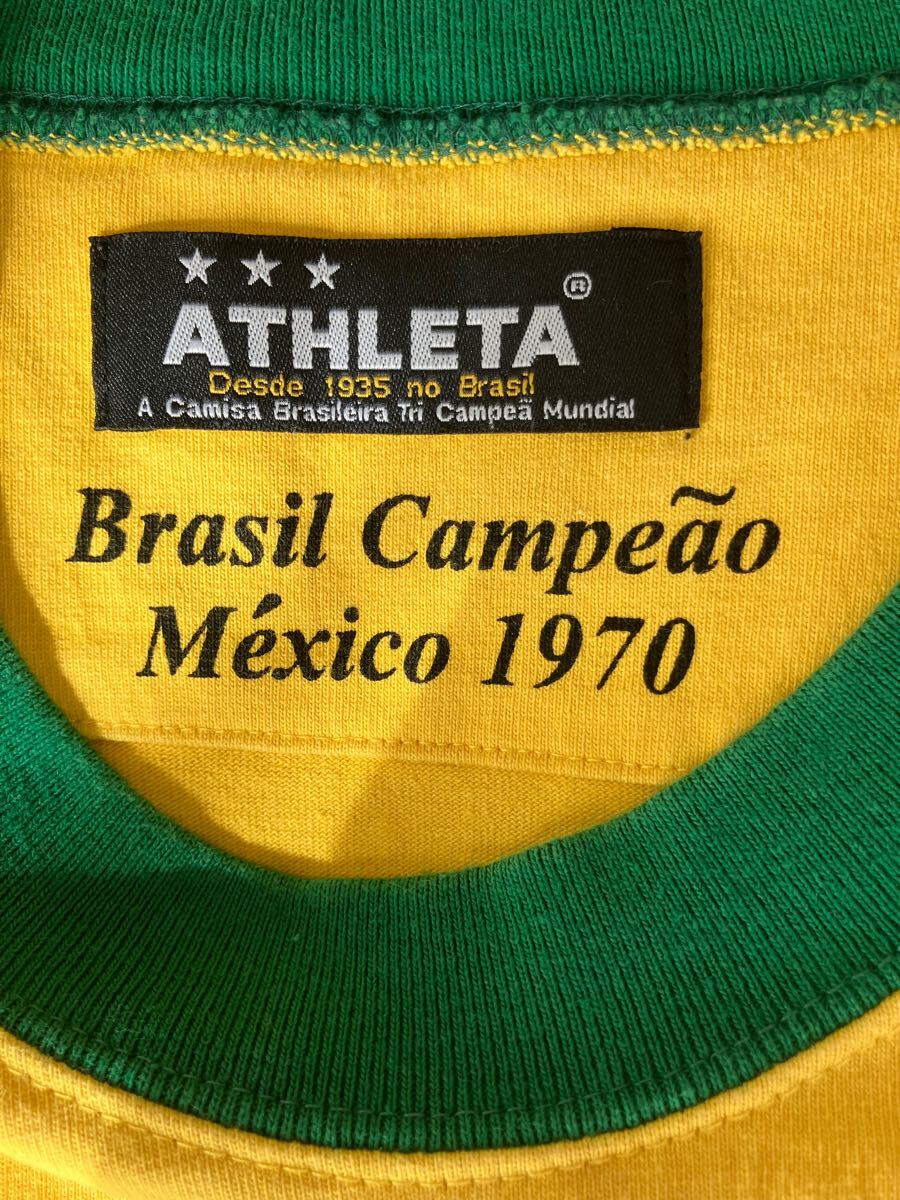 ATHLETA®
Desde 1935 no Brasil
A Camisa Brasileira Tri Campeã Mundial
Brasil Campeão
México 1970